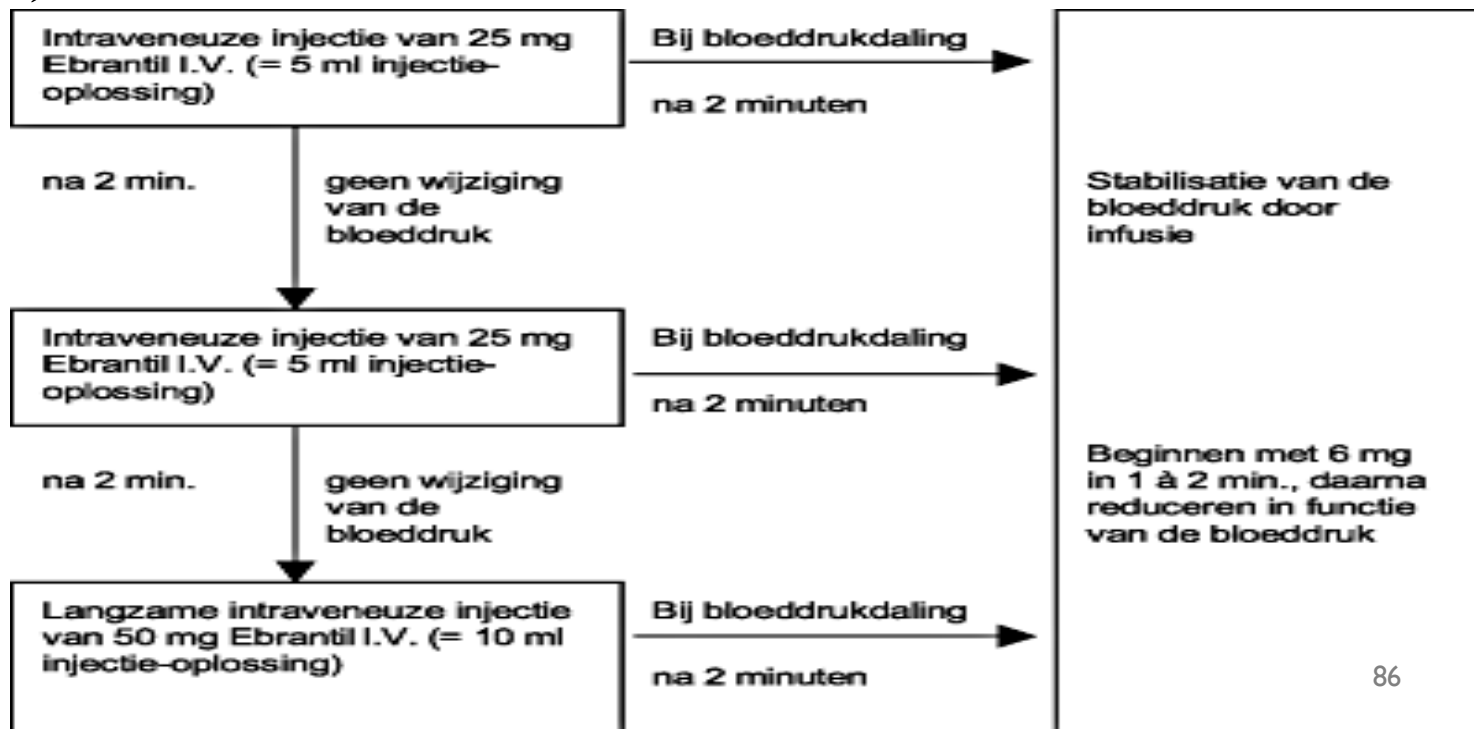 Intraveneuze injectie van 25 mg
Ebrantil I.V. (= 5 ml injectie-
oplossing)
Bij bloeddrukdaling
na 2 minuten
na 2 min.
geen wijziging
van de
bloeddruk
Stabilisatie van de
bloeddruk door
infusie
Intraveneuze injectie van 25 mg
Ebrantil I.V. (= 5 ml injectie-
oplossing)
Bij bloeddrukdaling
na 2 minuten
na 2 min.
geen wijziging
van de
bloeddruk
Beginnen met 6 mg
in 1 à 2 min., daarna
reduceren in functie
van de bloeddruk
Langzame intraveneuze injectie
van 50 mg Ebrantil I.V. (= 10 ml
injectie-oplossing)
Bij bloeddrukdaling
na 2 minuten
86